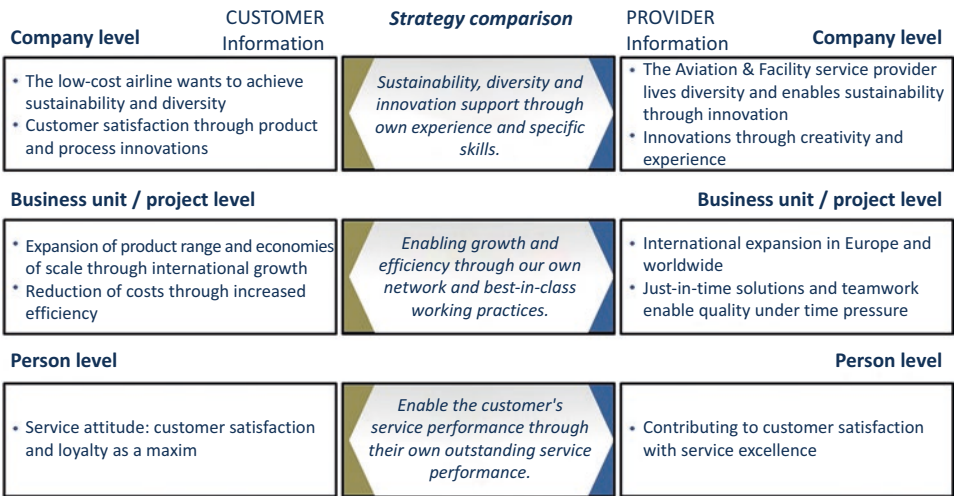 CUSTOMER
Information
Strategy comparison
PROVIDER
Information
Company level
Company level
• The low-cost airline wants to achieve
sustainability and diversity
• Customer satisfaction through product
and process innovations
Sustainability, diversity and
innovation support through
own experience and specific
skills.
• The Aviation & Facility service provider
lives diversity and enables sustainability
through innovation
• Innovations through creativity and
experience
Business unit / project level
Business unit / project level
• Expansion of product range and economies
of scale through international growth
• Reduction of costs through increased
efficiency
Enabling growth and
efficiency through our own
network and best-in-class
working practices.
• International expansion in Europe and
worldwide
• Just-in-time solutions and teamwork
enable quality under time pressure
Person level
Person level
• Service attitude: customer satisfaction
and loyalty as a maxim
Enable the customer's
service performance through
their own outstanding service
performance.
• Contributing to customer satisfaction
with service excellence